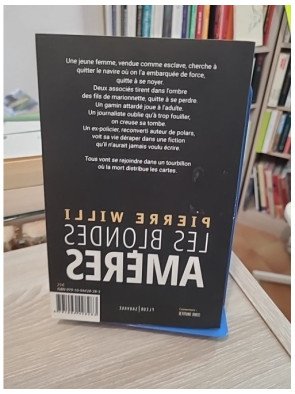 Une jeune femme, vendue comme esclave, cherche à
quitter le navire où on l'a embarquée de force,
quitte à se noyer.
Deux associés tirent dans l'ombre
des fils de marionnette, quitte à se perdre.
Un gamin attardé joue à l'adulte.
Un journaliste oublie qu'à trop fouiller,
on creuse sa tombe.
Un ex-policier, reconverti auteur de polars,
voit sa vie déraper dans une fiction
qu'il n'aurait jamais voulu écrire.
Tous vont se rejoindre dans un tourbillon
où la mort distribue les cartes.
PIERRE WILLI
LES BLONDES
AMÈRES
FLEUR SAUVAGE